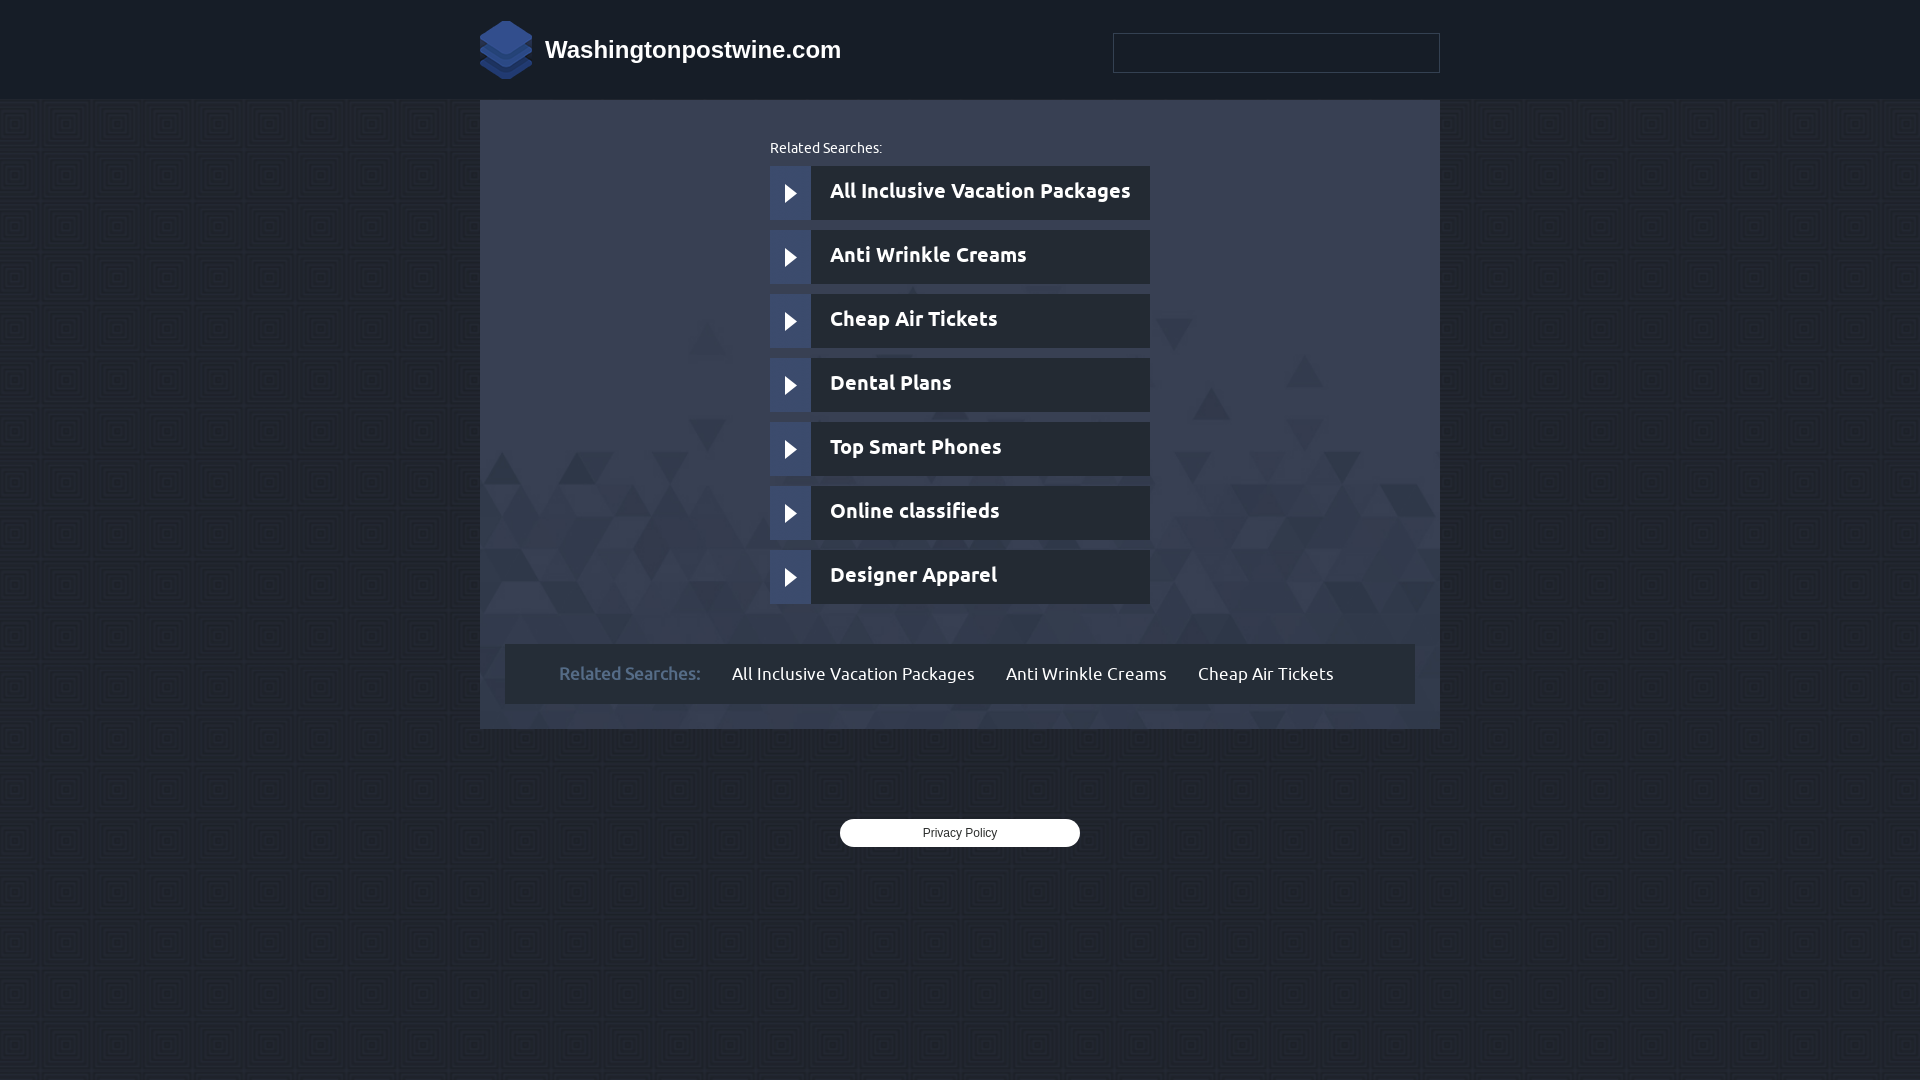 Washingtonpostwine.com
Related Searches:
All Inclusive Vacation Packages
Anti Wrinkle Creams
Cheap Air Tickets
Dental Plans
Top Smart Phones
Online classifieds
Designer Apparel
Related Searches: All Inclusive Vacation Packages Anti Wrinkle Creams Cheap Air Tickets
Privacy Policy